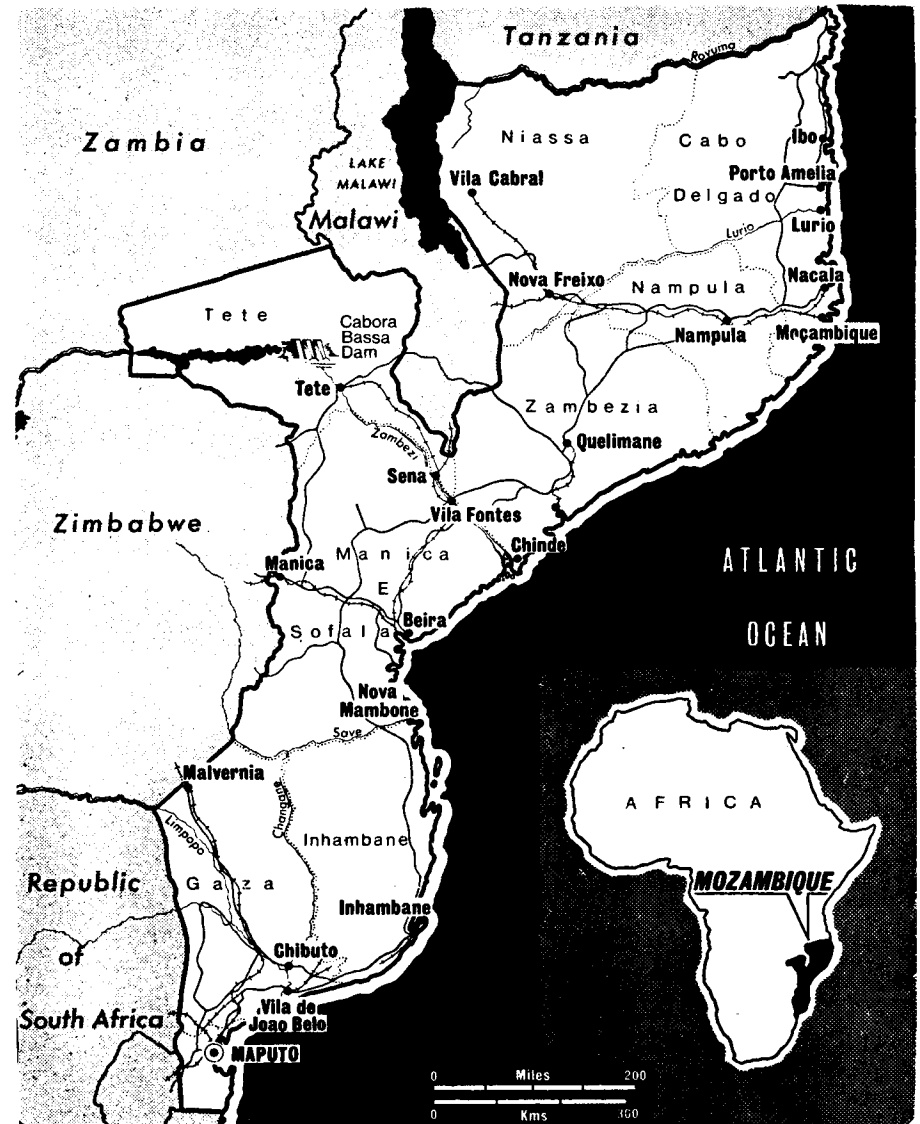 Tanzania
Rovuma
Zambia
Niassa
Cabo
Delgado
Ibo
LAKE
MALAWI
Malawi
Vila Cabral
Porto Amelia
Lurio
Lurio
Nova Freixo
Nampula
Nacala
Nampula
Moçambique
Tete
Cabora
Bassa
Dam
Tete
Zambezi
Zambezia
Quelimane
Sena
Vila Fontes
Zimbabwe
Manica
Manica
E
Sofala
Chinde
Beira
ATLANTIC
OCEAN
Nova
Mambone
Save
Malvernia
Limpopo
Changane
Inhambane
Gaza
Republic
of
South Africa
Inhambane
Chibuto
Vila de
Joao Belo
MAPUTO
AFRICA
MOZAMBIQUE
0 Miles 200
0 Kms 300